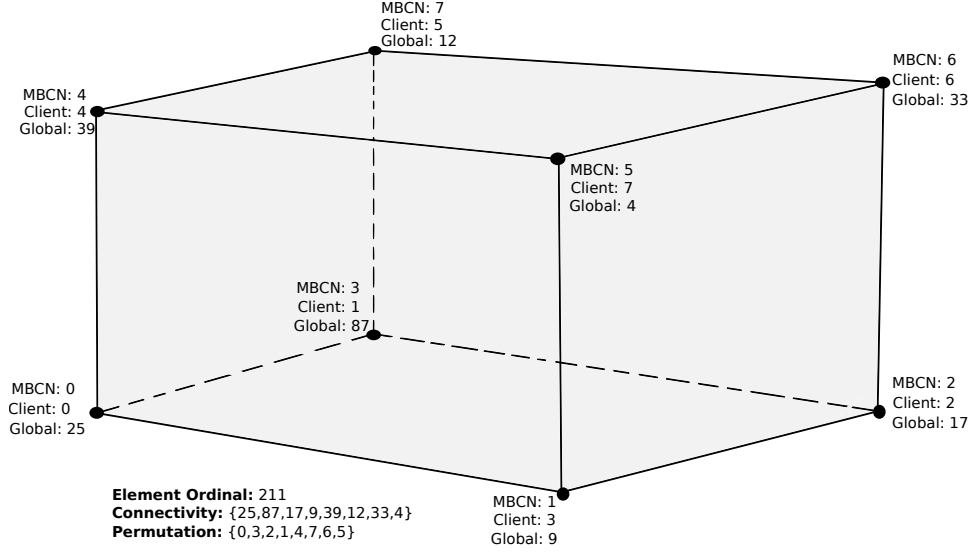 MBCN: 7
Client: 5
Global: 12
MBCN: 6
Client: 6
Global: 33
MBCN: 4
Client: 4
Global: 39
MBCN: 5
Client: 7
Global: 4
MBCN: 3
Client: 1
Global: 87
MBCN: 0
Client: 0
Global: 25
MBCN: 2
Client: 2
Global: 17
MBCN: 1
Client: 3
Global: 9
Element Ordinal: 211
Connectivity: {25,87,17,9,39,12,33,4}
Permutation: {0,3,2,1,4,7,6,5}